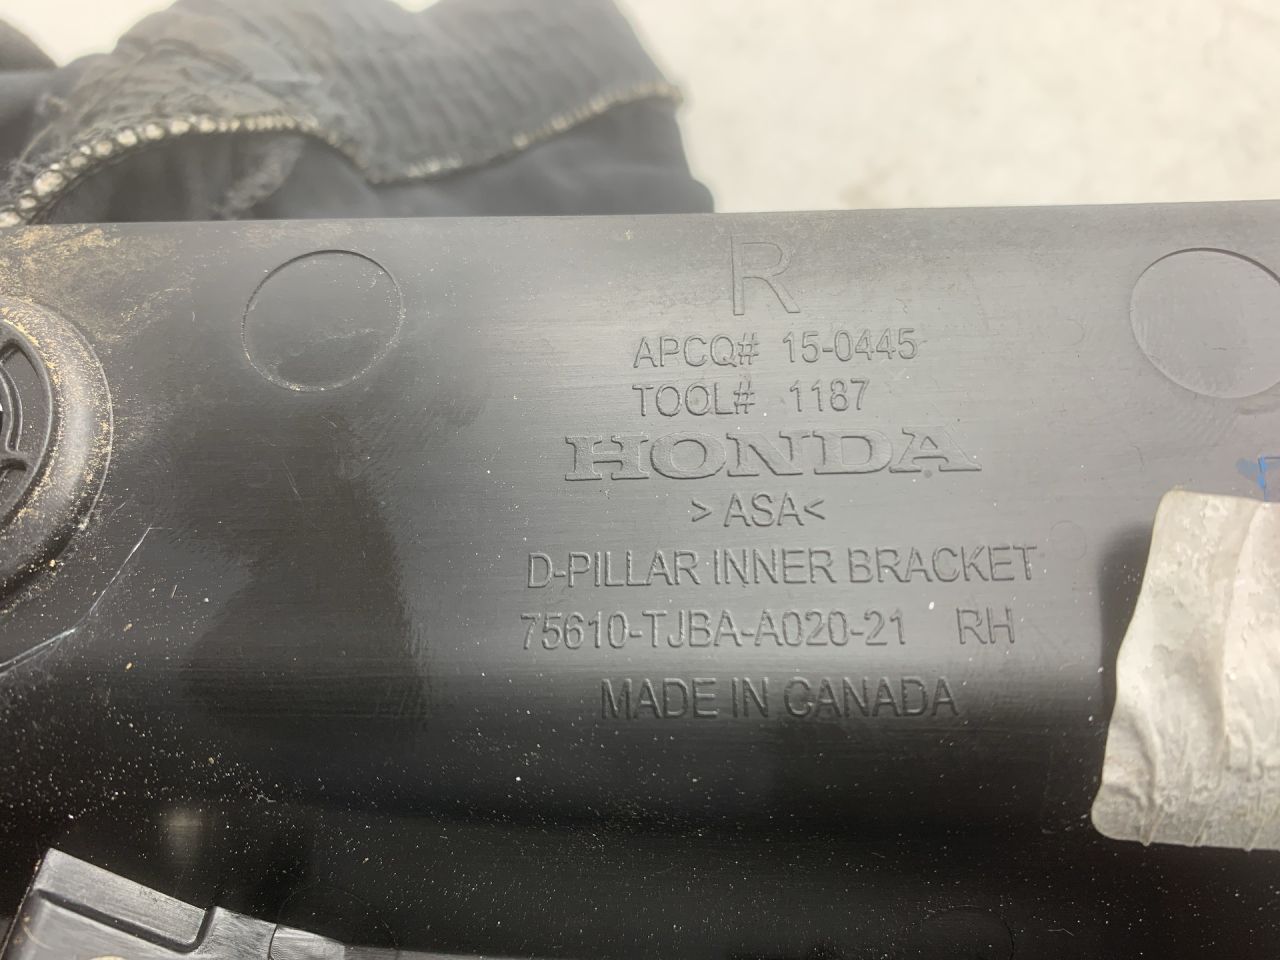 R
APCQ# 15-0445
TOOL# 1187
HONDA
>ASA<
D-PILLAR INNER BRACKET
75610-TJBA-A020-21 RH
MADE IN CANADA